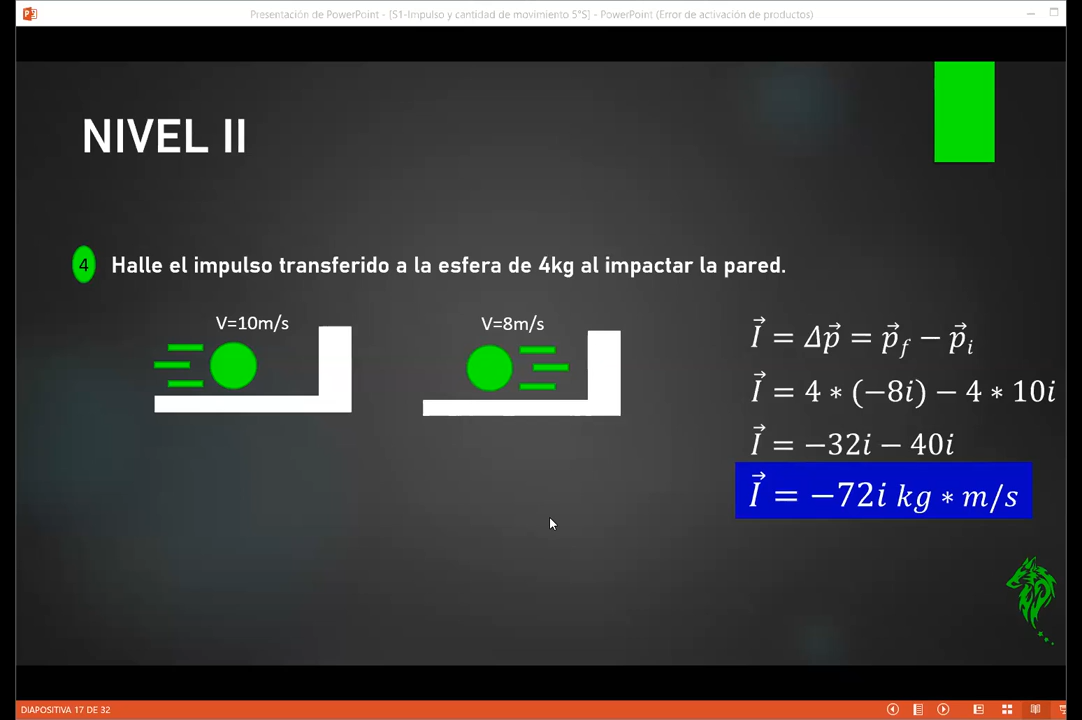 Presentación de PowerPoint - [S1-Impulso y cantidad de movimiento 5°S] - PowerPoint (Error de activación de productos)
NIVEL II
4 Halle el impulso transferido a la esfera de 4kg al impactar la pared.
V=10m/s
V=8m/s
I⃗ = Δp⃗ = p⃗_f − p⃗_i
I⃗ = 4 ∗ (−8i) − 4 ∗ 10i
I⃗ = −32i − 40i
I⃗ = −72i kg ∗ m/s
DIAPOSITIVA 17 DE 32